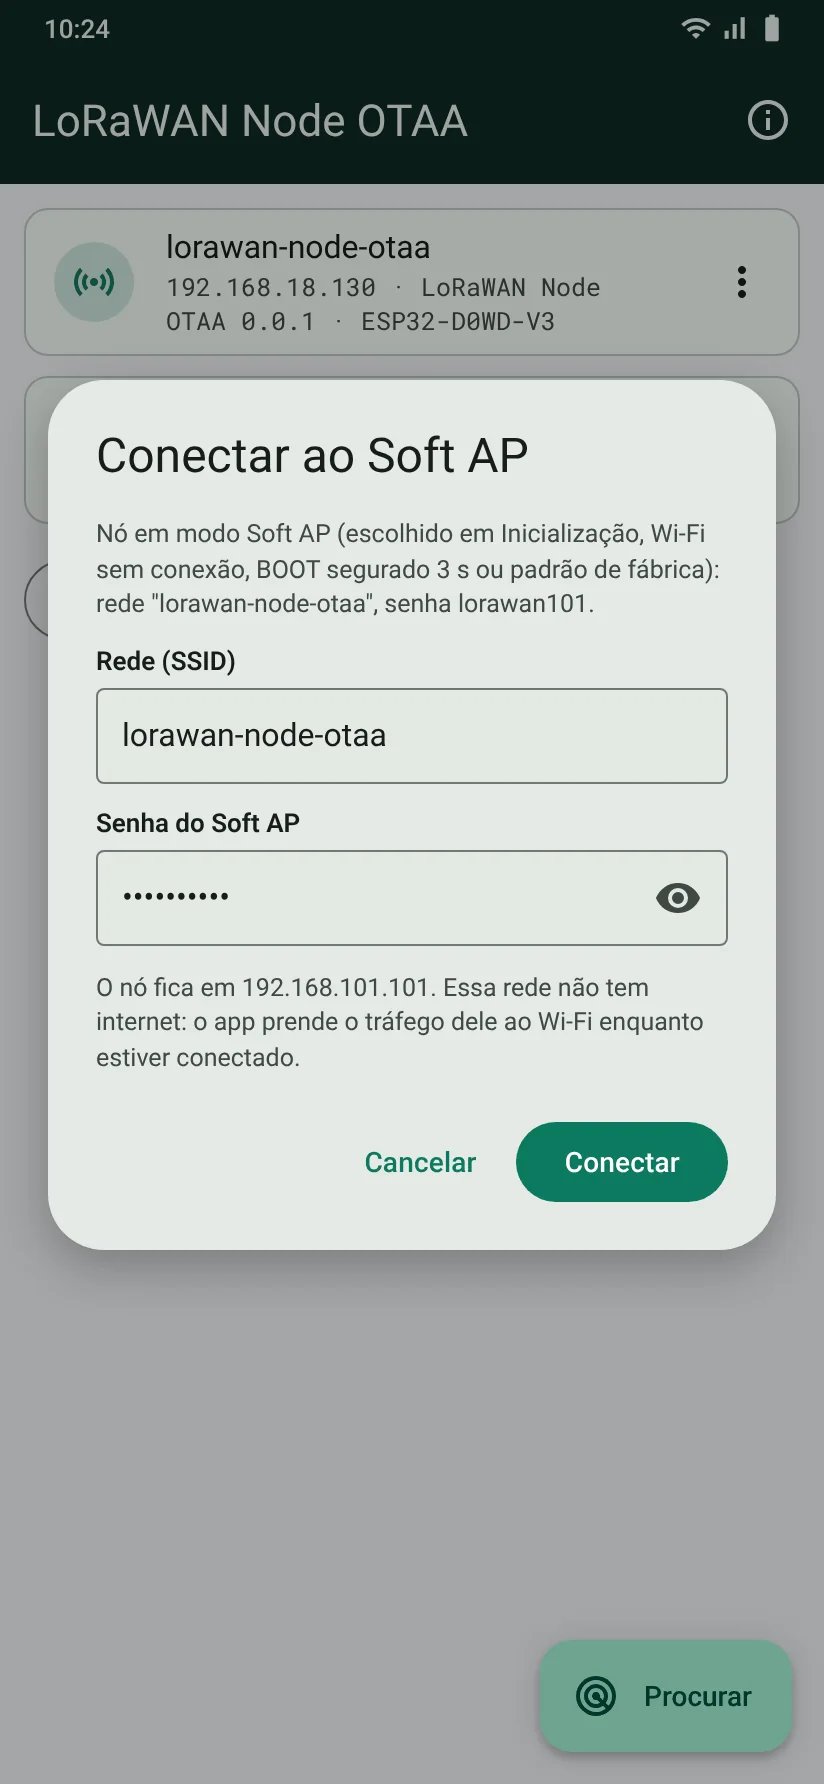 10:24
LoRaWAN Node OTAA
lorawan-node-otaa
192.168.18.130 · LoRaWAN Node
OTAA 0.0.1 · ESP32-D0WD-V3
Conectar ao Soft AP
Nó em modo Soft AP (escolhido em Inicialização, Wi-Fi
sem conexão, BOOT segurado 3 s ou padrão de fábrica):
rede "lorawan-node-otaa", senha lorawan101.
Rede (SSID)
lorawan-node-otaa
Senha do Soft AP
••••••••••
O nó fica em 192.168.101.101. Essa rede não tem
internet: o app prende o tráfego dele ao Wi-Fi enquanto
estiver conectado.
Cancelar
Conectar
Procurar